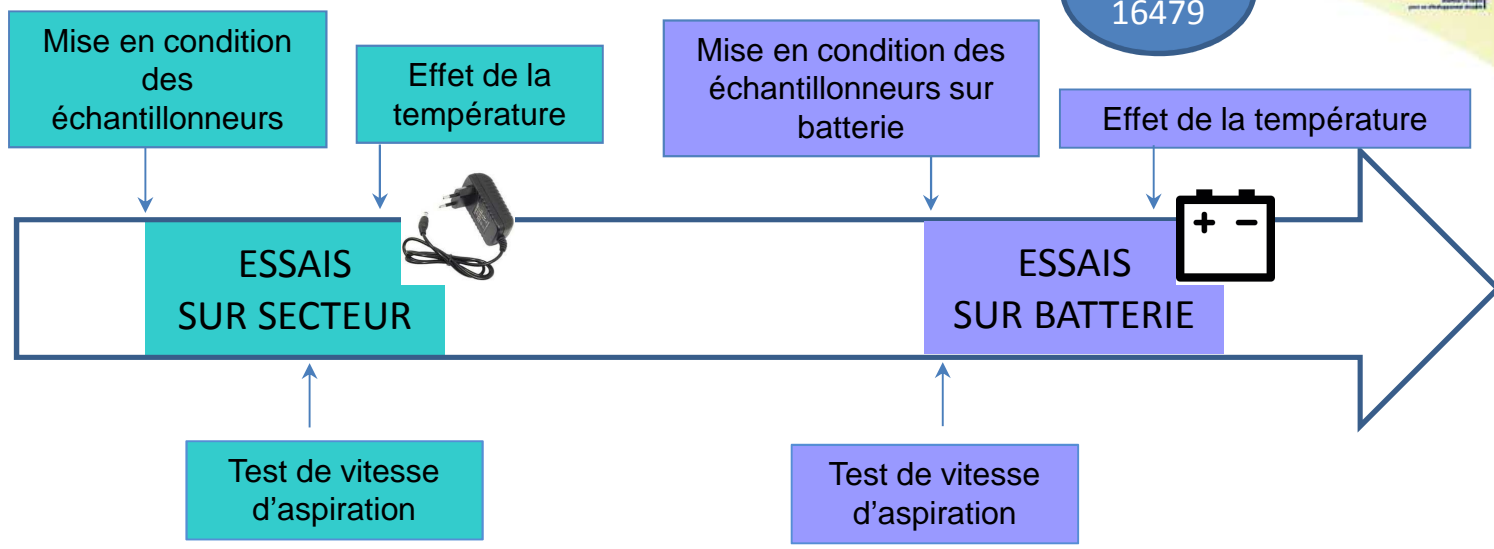 16479
Mise en condition
des
échantillonneurs
Effet de la
température
Mise en condition des
échantillonneurs sur
batterie
Effet de la température
ESSAIS
SUR SECTEUR
ESSAIS
SUR BATTERIE
Test de vitesse
d’aspiration
Test de vitesse
d’aspiration